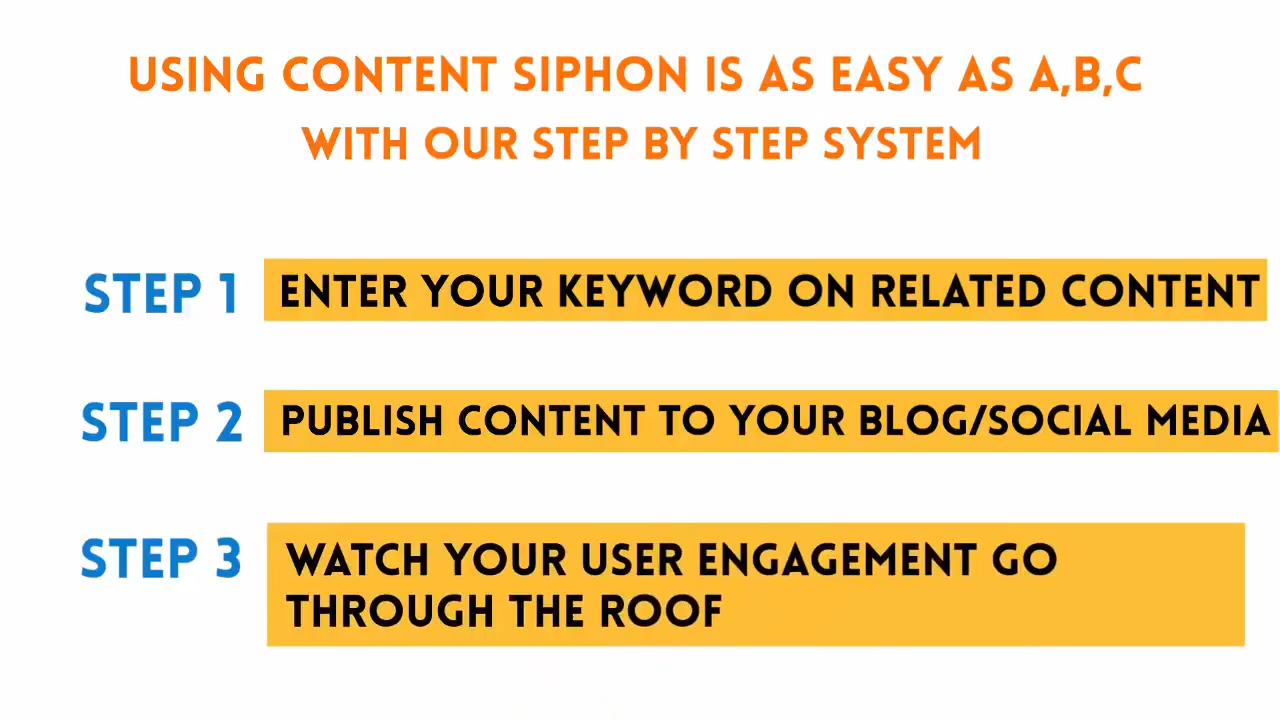 USING CONTENT SIPHON IS AS EASY AS A,B,C
WITH OUR STEP BY STEP SYSTEM
STEP 1 ENTER YOUR KEYWORD ON RELATED CONTENT
STEP 2 PUBLISH CONTENT TO YOUR BLOG/SOCIAL MEDIA
STEP 3 WATCH YOUR USER ENGAGEMENT GO
THROUGH THE ROOF